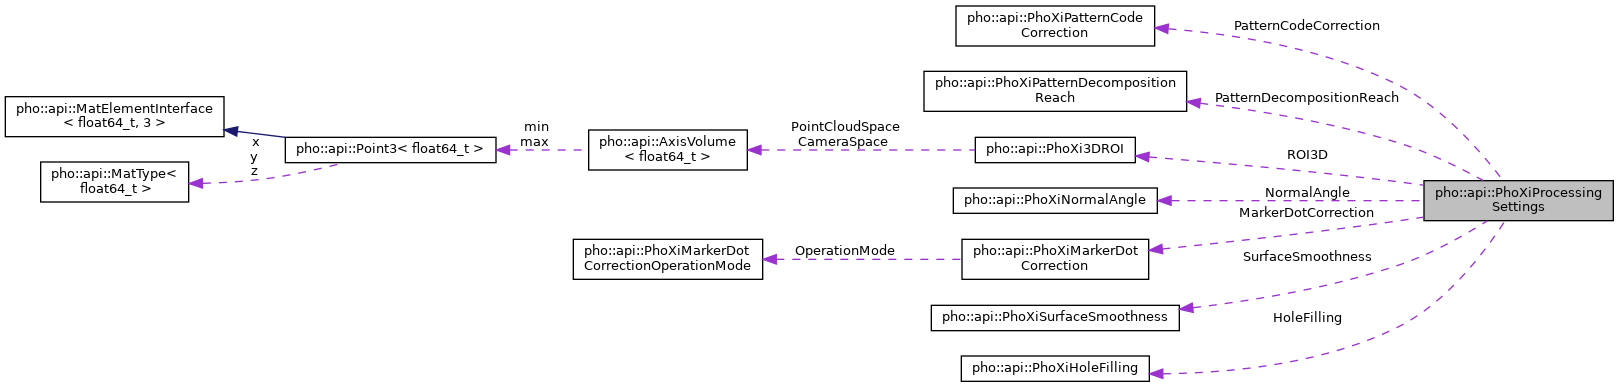 pho::api::PhoXiPatternCode
Correction
PatternCodeCorrection
pho::api::PhoXiPatternDecomposition
Reach
PatternDecompositionReach
pho::api::MatElementInterface
< float64_t, 3 >
x
y
z
pho::api::MatType<
float64_t >
pho::api::Point3< float64_t >
min
max
pho::api::AxisVolume
< float64_t >
PointCloudSpace
CameraSpace
pho::api::PhoXi3DROI
ROI3D
pho::api::PhoXiNormalAngle
NormalAngle
pho::api::PhoXiProcessing
Settings
MarkerDotCorrection
pho::api::PhoXiMarkerDot
CorrectionOperationMode
OperationMode
pho::api::PhoXiMarkerDot
Correction
SurfaceSmoothness
pho::api::PhoXiSurfaceSmoothness
HoleFilling
pho::api::PhoXiHoleFilling